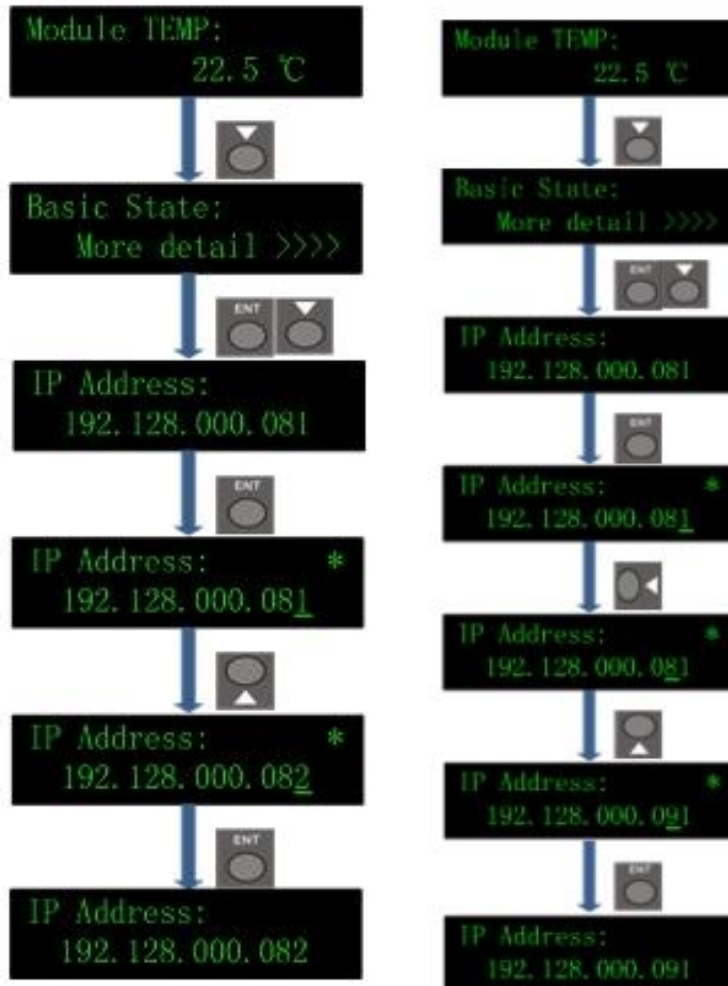 Module TEMP:
22.5 ℃
Basic State:
More detail >>>>
ENT
IP Address:
192.128.000.081
ENT
IP Address: *
192.128.000.081
IP Address: *
192.128.000.082
ENT
IP Address:
192.128.000.082
Module TEMP:
22.5 ℃
Basic State:
More detail >>>>
ENT
IP Address:
192.128.000.081
ENT
IP Address: *
192.128.000.081
IP Address: *
192.128.000.081
IP Address: *
192.128.000.091
ENT
IP Address:
192.128.000.091